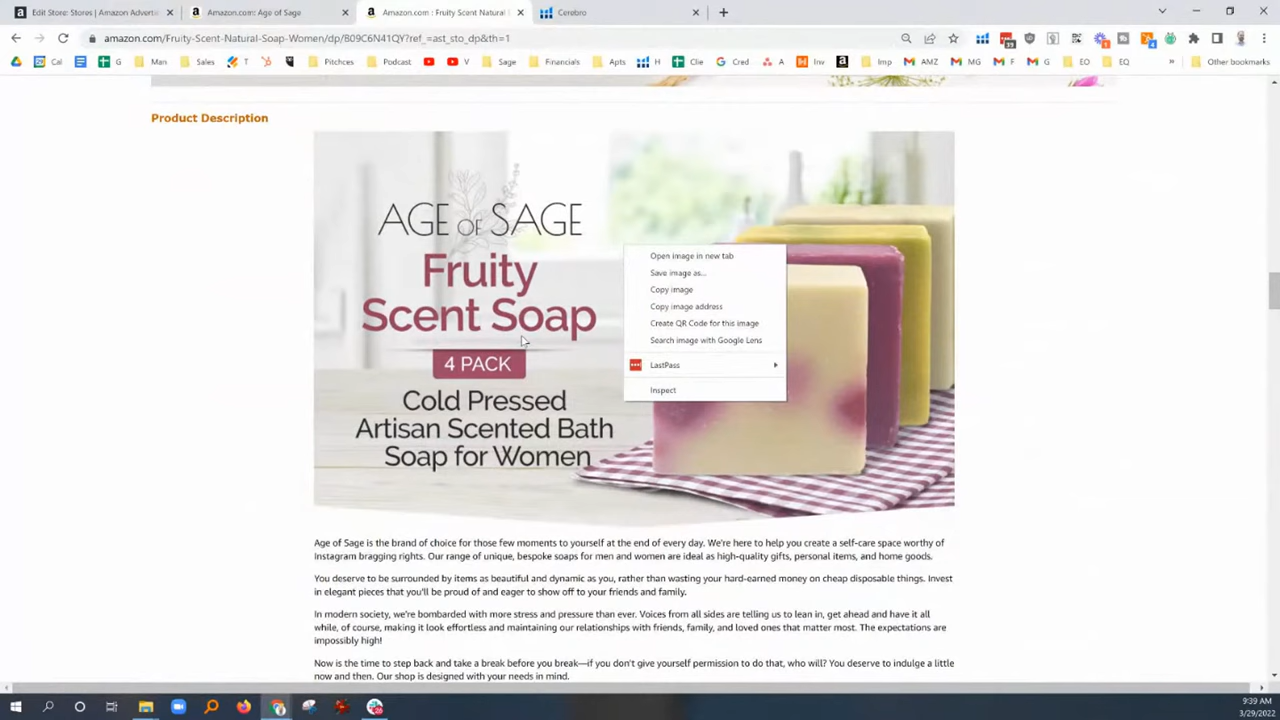 Edit Store: Stores | Amazon Adverti
Amazon.com: Age of Sage
Amazon.com : Fruity Scent Natural
Cerebro
amazon.com/Fruity-Scent-Natural-Soap-Women/dp/B09C6N41QY?ref_=ast_sto_dp&th=1
Cal
G
Man
Sales
T
Pitchces
Podcast
V
Sage
Financials
Apts
H
Clie
Cred
A
Inv
Imp
AMZ
MG
F
G
EO
EQ
»
Other bookmarks
Product Description
AGE OF SAGE
Fruity
Scent Soap
4 PACK
Cold Pressed
Artisan Scented Bath
Soap for Women
Open image in new tab
Save image as...
Copy image
Copy image address
Create QR Code for this image
Search image with Google Lens
LastPass
Inspect
Age of Sage is the brand of choice for those few moments to yourself at the end of every day. We're here to help you create a self-care space worthy of
Instagram bragging rights. Our range of unique, bespoke soaps for men and women are ideal as high-quality gifts, personal items, and home goods.
You deserve to be surrounded by items as beautiful and dynamic as you, rather than wasting your hard-earned money on cheap disposable things. Invest
in elegant pieces that you'll be proud of and eager to show off to your friends and family.
In modern society, we're bombarded with more stress and pressure than ever. Voices from all sides are telling us to lean in, get ahead and have it all
while, of course, making it look effortless and maintaining our relationships with friends, family, and loved ones that matter most. The expectations are
impossibly high!
Now is the time to step back and take a break before you break—if you don't give yourself permission to do that, who will? You deserve to indulge a little
now and then. Our shop is designed with your needs in mind.
9:39 AM
3/29/2022